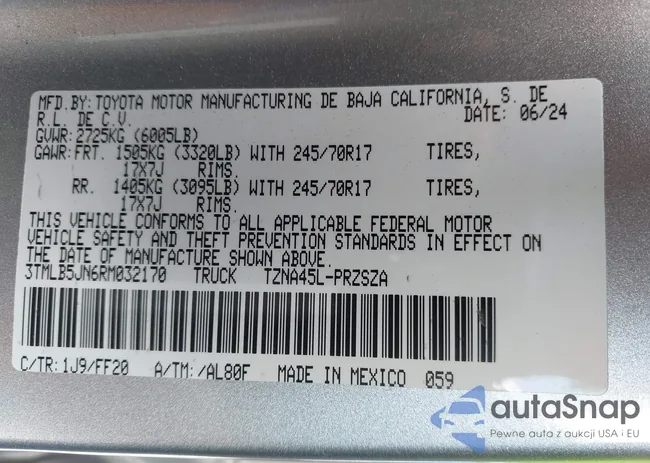 MFD.BY: TOYOTA MOTOR MANUFACTURING DE BAJA CALIFORNIA, S. DE
R.L. DE C.V. DATE: 06/24
GVWR: 2725KG (6005LB)
GAWR: FRT. 1505KG (3320LB) WITH 245/70R17 TIRES,
17X7J RIMS.
RR. 1405KG (3095LB) WITH 245/70R17 TIRES,
17X7J RIMS.
THIS VEHICLE CONFORMS TO ALL APPLICABLE FEDERAL MOTOR
VEHICLE SAFETY AND THEFT PREVENTION STANDARDS IN EFFECT ON
THE DATE OF MANUFACTURE SHOWN ABOVE.
3TMLB5JN6RM032170 TRUCK TZNA45L-PRZSZA
C/TR: 1J9/FF20 A/TM: /AL80F MADE IN MEXICO 059
autaSnap
Pewne auta z aukcji USA i EU